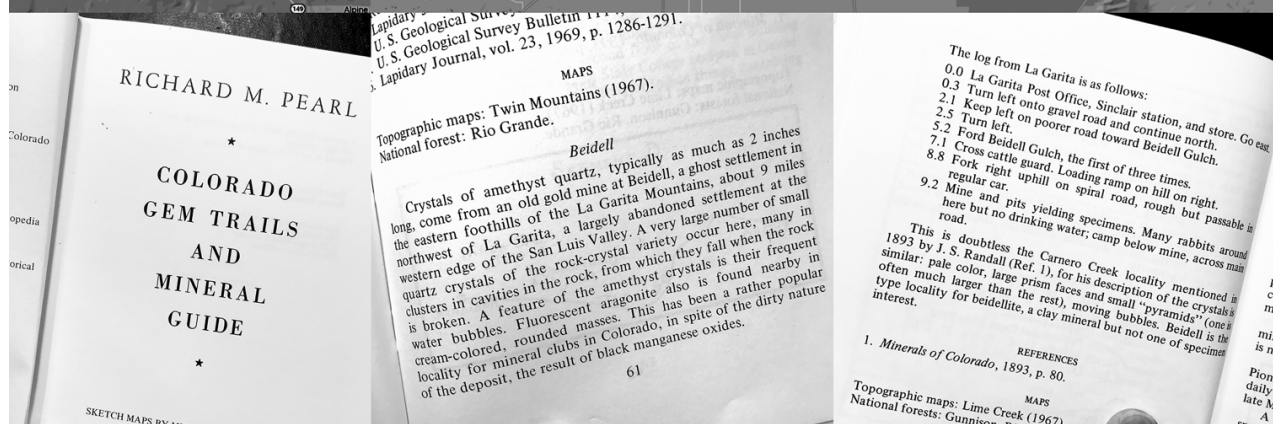 149
Alpine
Colorado
opedia
orical
RICHARD M. PEARL
★
COLORADO
GEM TRAILS
AND
MINERAL
GUIDE
★
SKETCH MAPS BY
Lapidary
U. S. Geological Survey
U. S. Geological Survey Bulletin
Lapidary Journal, vol. 23, 1969, p. 1286-1291.
MAPS
Topographic maps: Twin Mountains (1967).
National forest: Rio Grande.
Beidell
Crystals of amethyst quartz, typically as much as 2 inches
long, come from an old gold mine at Beidell, a ghost settlement in
the eastern foothills of the La Garita Mountains, about 9 miles
northwest of La Garita, a largely abandoned settlement at the
western edge of the San Luis Valley. A very large number of small
quartz crystals of the rock-crystal variety occur here, many in
clusters in cavities in the rock, from which they fall when the rock
is broken. A feature of the amethyst crystals is their frequent
water bubbles. Fluorescent aragonite also is found nearby in
cream-colored, rounded masses. This has been a rather popular
locality for mineral clubs in Colorado, in spite of the dirty nature
of the deposit, the result of black manganese oxides.
61
The log from La Garita is as follows:
0.0 La Garita Post Office, Sinclair station, and store. Go east.
0.3 Turn left onto gravel road and continue north.
2.1 Keep left on poorer road toward Beidell Gulch.
2.5 Turn left.
5.2 Ford Beidell Gulch, the first of three times.
7.1 Cross cattle guard. Loading ramp on hill on right.
8.8 Fork right uphill on spiral road, rough but passable in
regular car.
9.2 Mine and pits yielding specimens. Many rabbits around
here but no drinking water; camp below mine, across main
road.
This is doubtless the Carnero Creek locality mentioned in
1893 by J. S. Randall (Ref. 1), for his description of the crystals is
similar: pale color, large prism faces and small "pyramids" (one is
often much larger than the rest), moving bubbles. Beidell is the
type locality for beidellite, a clay mineral but not one of specimen
interest.
REFERENCES
1. Minerals of Colorado, 1893, p. 80.
MAPS
Topographic maps: Lime Creek (1967)
National forests: Gunnison,
is n
Pion
daily
late M
A